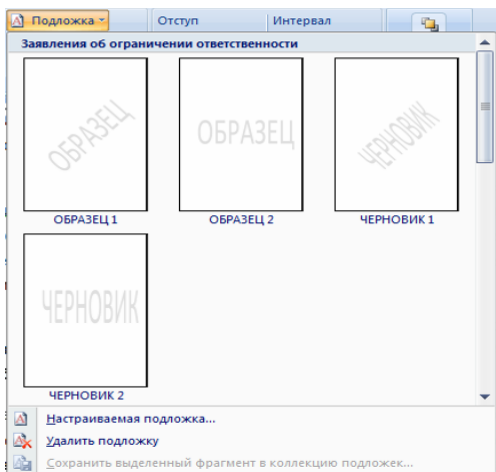 Подложка Отступ Интервал
Заявления об ограничении ответственности
ОБРАЗЕЦ ОБРАЗЕЦ ЧЕРНОВИК
ОБРАЗЕЦ 1 ОБРАЗЕЦ 2 ЧЕРНОВИК 1
ЧЕРНОВИК
ЧЕРНОВИК 2
Настраиваемая подложка...
Удалить подложку
Сохранить выделенный фрагмент в коллекцию подложек...